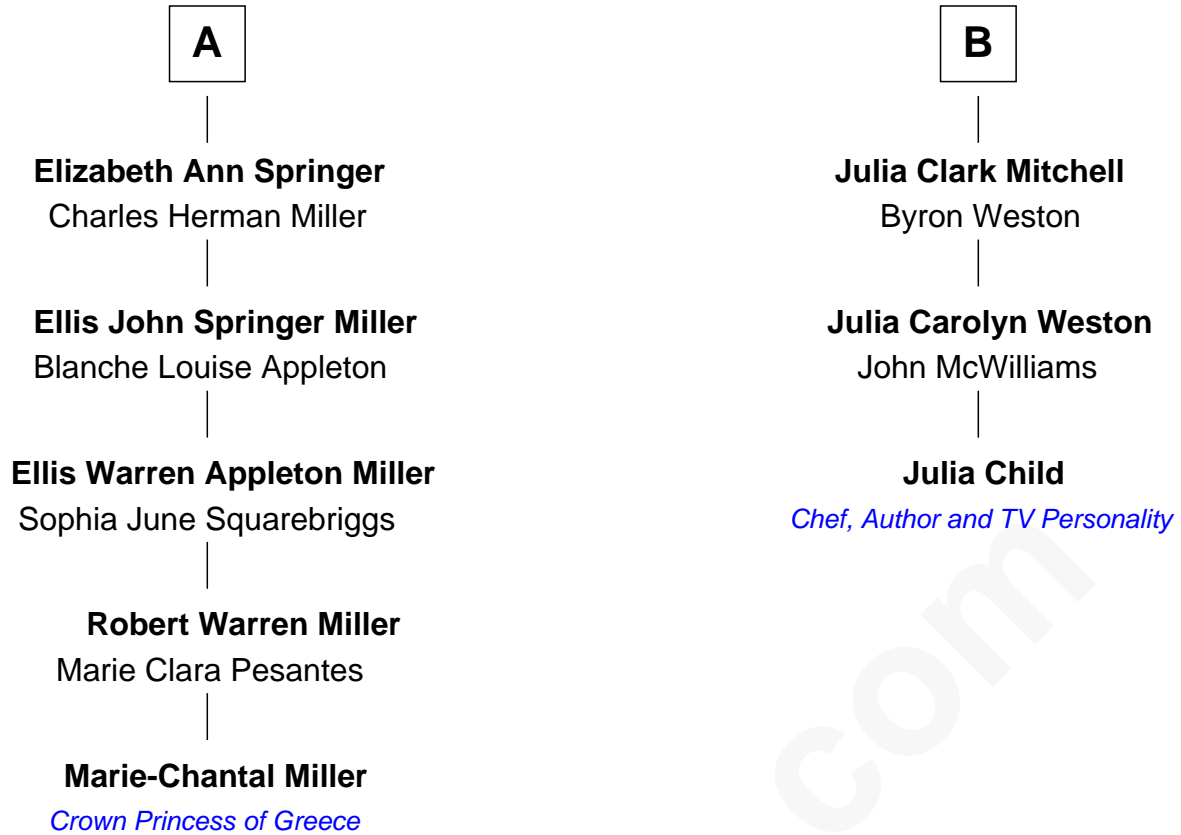 A
Elizabeth Ann Springer
Charles Herman Miller
Ellis John Springer Miller
Blanche Louise Appleton
Ellis Warren Appleton Miller
Sophia June Squarebriggs
Robert Warren Miller
Marie Clara Pesantes
Marie-Chantal Miller
Crown Princess of Greece
B
Julia Clark Mitchell
Byron Weston
Julia Carolyn Weston
John McWilliams
Julia Child
Chef, Author and TV Personality
com